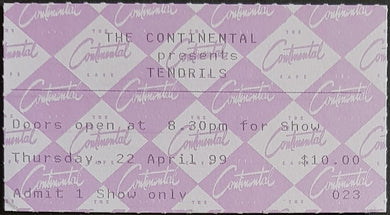 THE CONTINENTAL
presents
TENDRILS
Doors open at 8.30pm for Show
Thursday, 22 April 99 $10.00
Admit 1 Show only 023